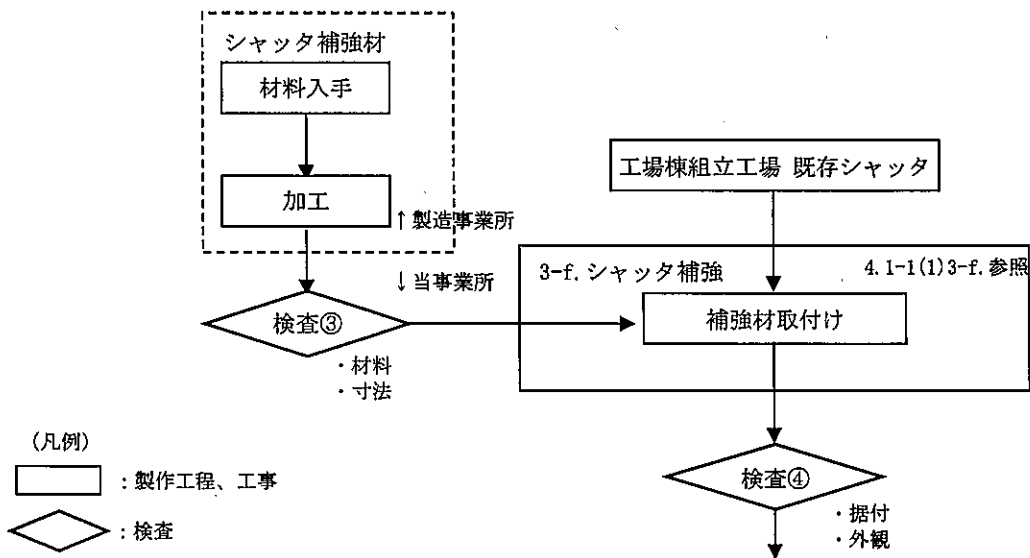 シャッタ補強材
材料入手
加工
↑製造事業所
↓当事業所
検査③
・材料
・寸法
工場棟組立工場 既存シャッタ
3-f.シャッタ補強
4.1-1(1)3-f.参照
補強材取付け
検査④
・据付
・外観
(凡例)
：製作工程、工事
：検査